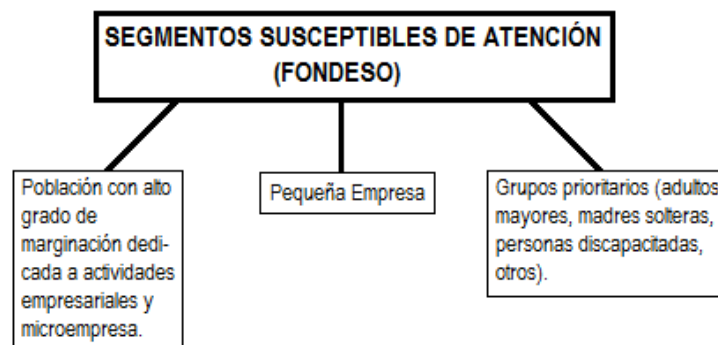 SEGMENTOS SUSCEPTIBLES DE ATENCIÓN
(FONDESO)
Población con alto
grado de
marginación dedi-
cada a actividades
empresariales y
microempresa.
Pequeña Empresa
Grupos prioritarios (adultos
mayores, madres solteras,
personas discapacitadas,
otros).